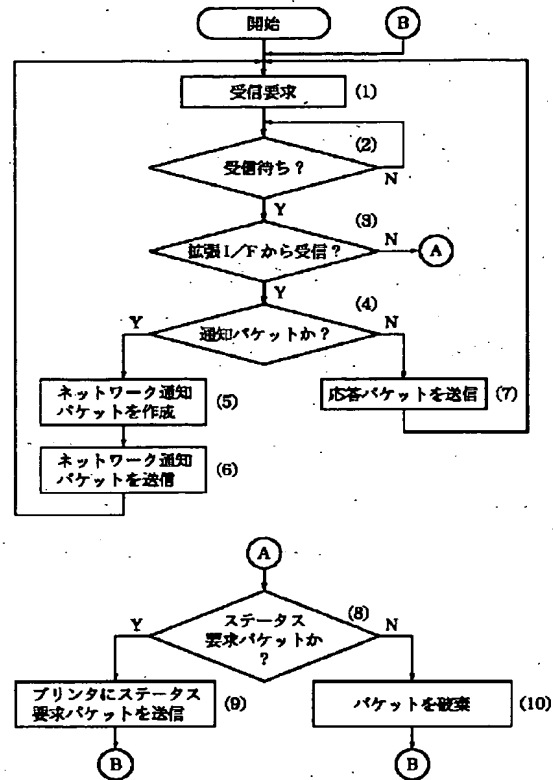 開始
B
受信要求
(1)
(2)
受信待ち？
N
Y
(3)
拡張I／Fから受信？
N
A
Y
(4)
Y
通知パケットか？
N
ネットワーク通知
パケットを作成
(5)
応答パケットを送信
(7)
ネットワーク通知
パケットを送信
(6)
A
(8)
Y
ステータス
要求パケットか
？
N
プリンタにステータス
要求パケットを送信
(9)
パケットを破棄
(10)
B
B